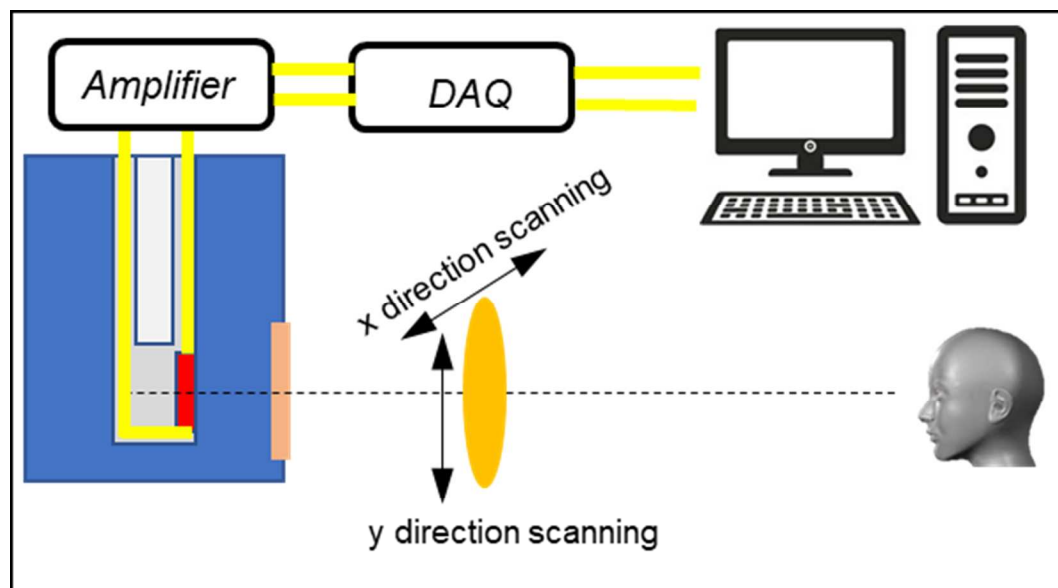 Amplifier
DAQ
x direction scanning
y direction scanning